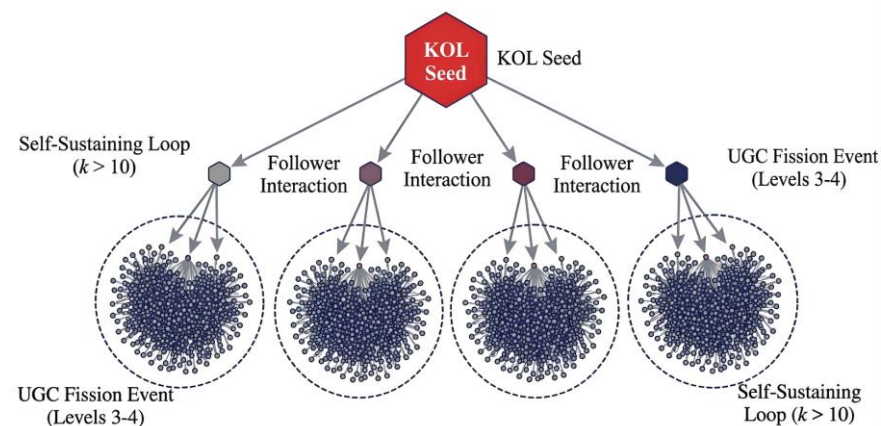 KOL
Seed
KOL Seed
Self-Sustaining Loop
(k > 10)
Follower
Interaction
Follower
Interaction
Follower
Interaction
UGC Fission Event
(Levels 3-4)
UGC Fission Event
(Levels 3-4)
Self-Sustaining
Loop (k > 10)